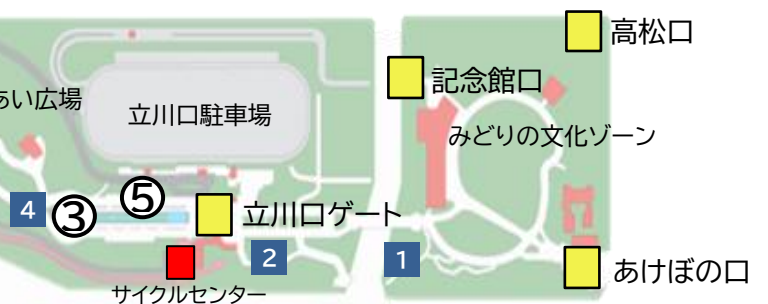 高松口
記念館口
あい広場
立川口駐車場
みどりの文化ゾーン
4
③
⑤
立川口ゲート
2
1
あけぼの口
サイクルセンター